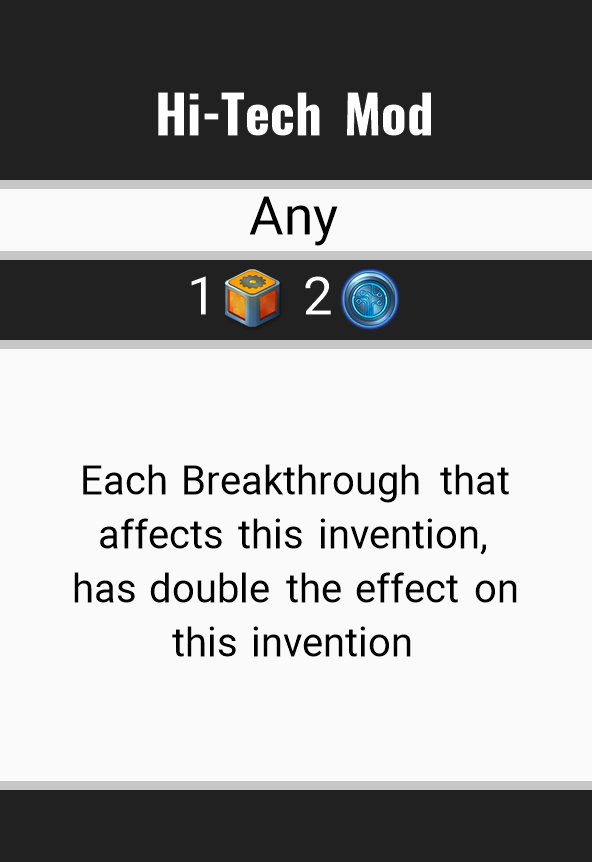 Hi-Tech Mod
Any
1 2
Each Breakthrough that
affects this invention,
has double the effect on
this invention